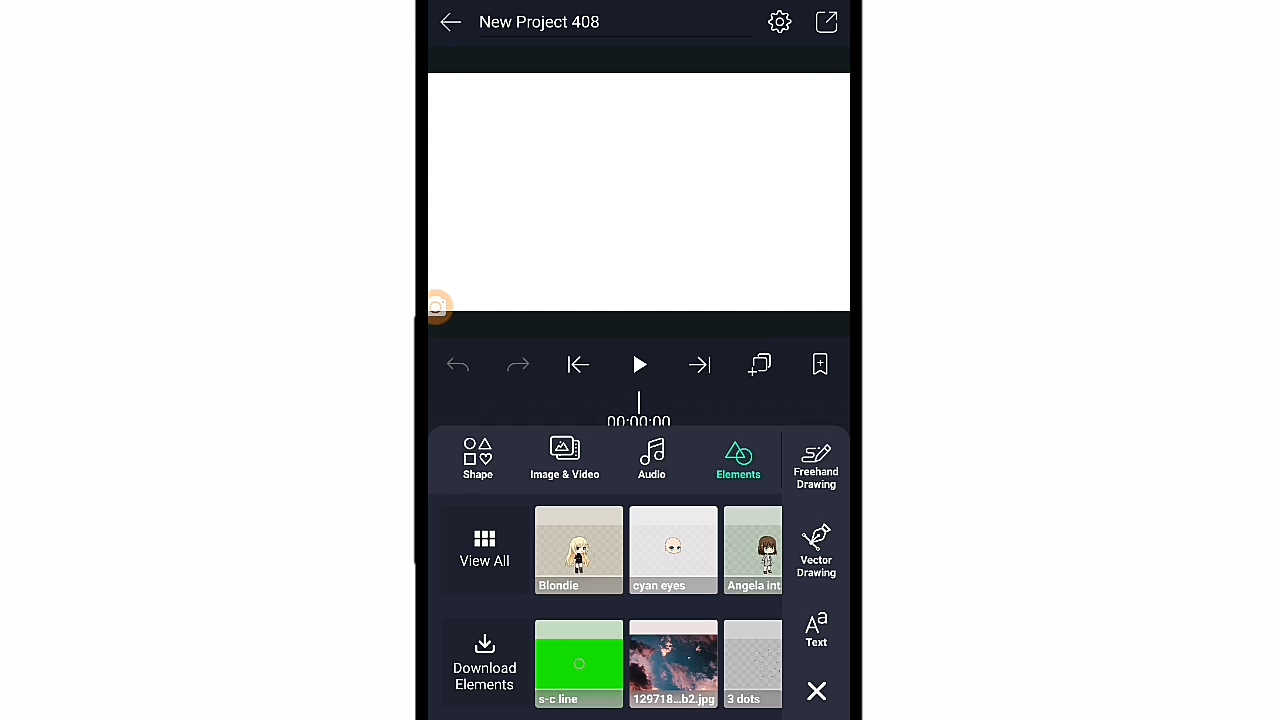 New Project 408
00:00:00
Shape
Image & Video
Audio
Elements
Freehand
Drawing
View All
Blondie
cyan eyes
Angela int
Vector
Drawing
Text
Download
Elements
s-c line
129718...b2.jpg
3 dots